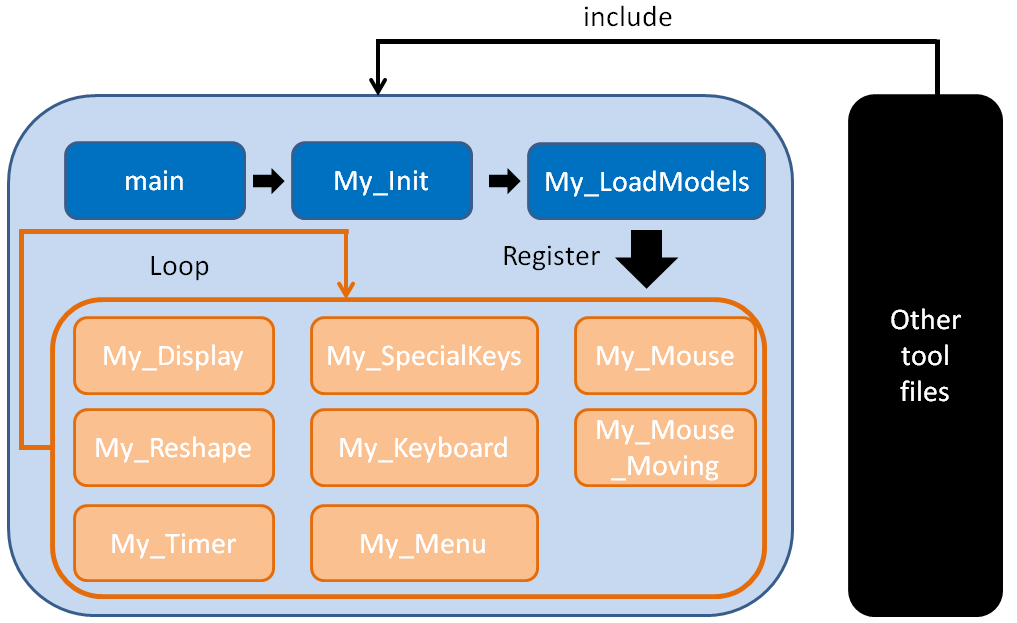 include
main
My_Init
My_LoadModels
Register
Loop
My_Display
My_SpecialKeys
My_Mouse
My_Reshape
My_Keyboard
My_Mouse
_Moving
My_Timer
My_Menu
Other
tool
files